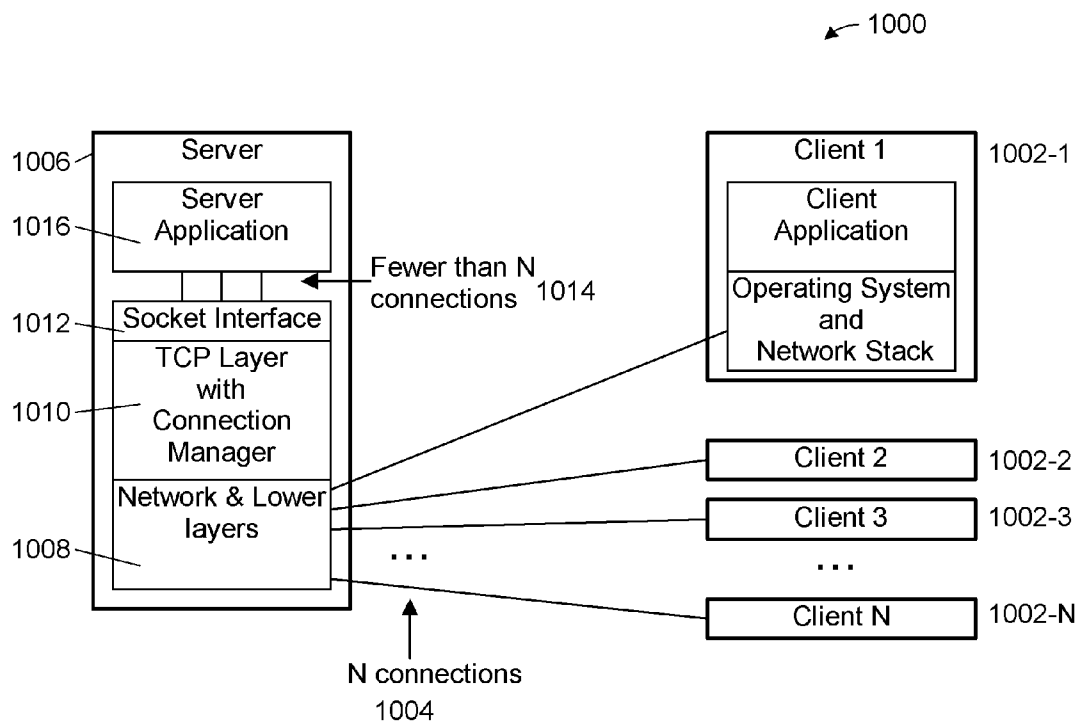 1000
1006
Server
Server
Application
1016
Fewer than N
connections 1014
1012
Socket Interface
TCP Layer
with
Connection
Manager
1010
Network & Lower
layers
1008
...
N connections
1004
Client 1
1002-1
Client
Application
Operating System
and
Network Stack
Client 2
1002-2
Client 3
1002-3
...
Client N
1002-N